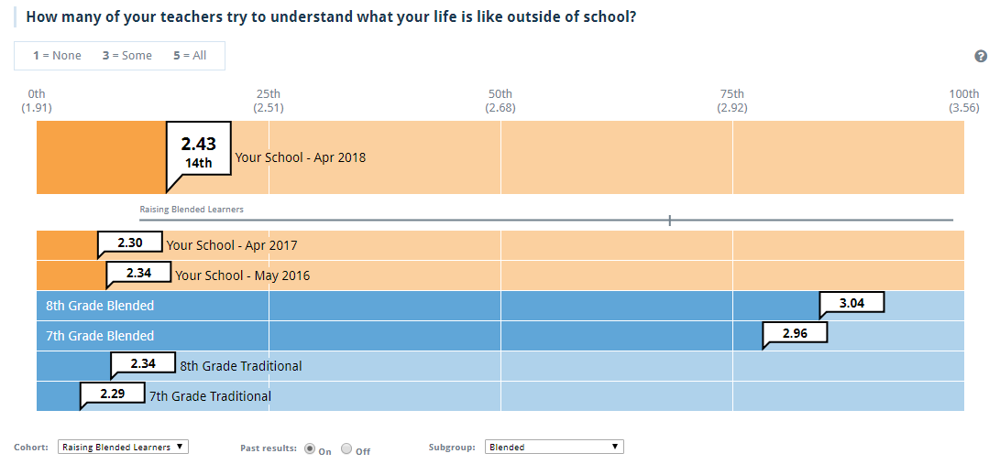 How many of your teachers try to understand what your life is like outside of school?
1 = None 3 = Some 5 = All
?
0th 25th 50th 75th 100th
(1.91) (2.51) (2.68) (2.92) (3.56)
2.43
14th
Your School - Apr 2018
Raising Blended Learners
2.30 Your School - Apr 2017
2.34 Your School - May 2016
8th Grade Blended 3.04
7th Grade Blended 2.96
2.34 8th Grade Traditional
2.29 7th Grade Traditional
Cohort: Raising Blended Learners Past results: On Off Subgroup: Blended